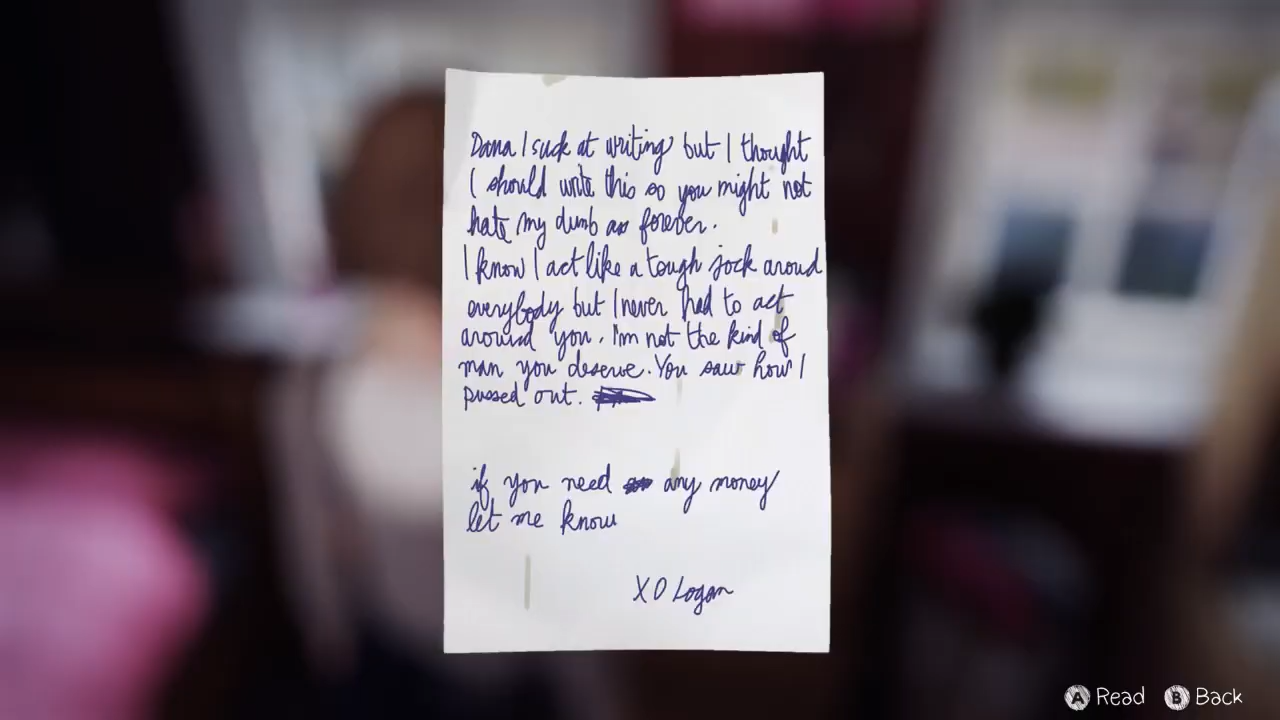 Dana I suck at writing but I thought
I should write this so you might not
hate my dumb ass forever.
I know I act like a tough jock aroud
everybody but I never had to act
around you. I'm not the kind of
man you deserve. You saw how I
pussed out.
if you need any money
let me know
XO Logan
A Read B Back